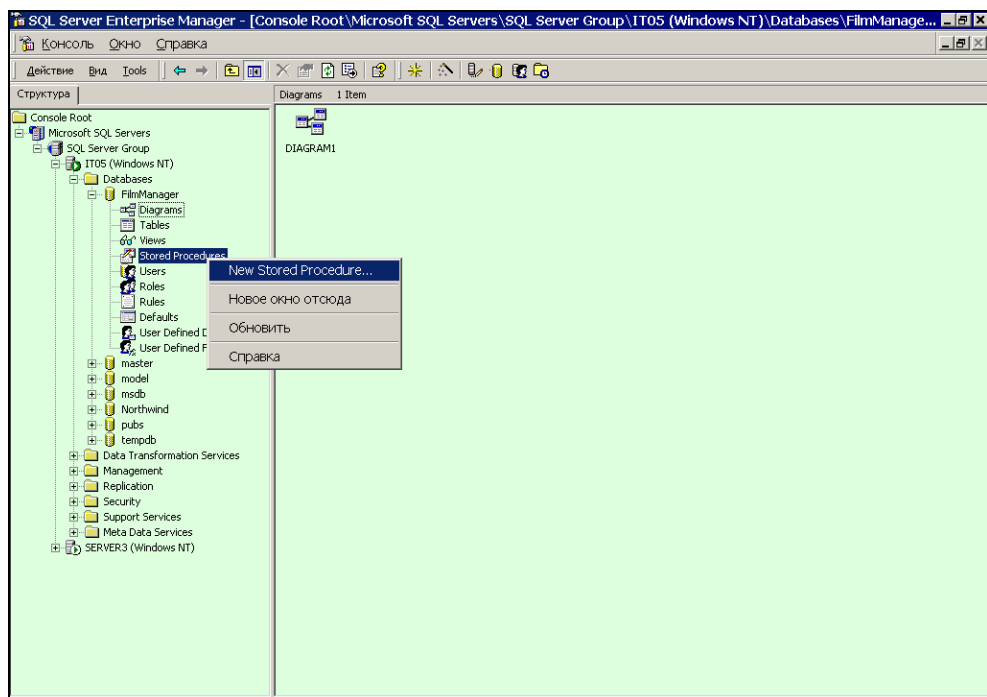 SQL Server Enterprise Manager - [Console Root\Microsoft SQL Servers\SQL Server Group\IT05 (Windows NT)\Databases\FilmManage...
Консоль Окно Справка
Действие Вид Tools
Структура
Diagrams 1 Item
Console Root
Microsoft SQL Servers
SQL Server Group
IT05 (Windows NT)
Databases
FilmManager
Diagrams
Tables
Views
Stored Procedures
Users
Roles
Rules
Defaults
User Defined D
User Defined F
master
model
msdb
Northwind
pubs
tempdb
Data Transformation Services
Management
Replication
Security
Support Services
Meta Data Services
SERVER3 (Windows NT)
New Stored Procedure...
Новое окно отсюда
Обновить
Справка
DIAGRAM1